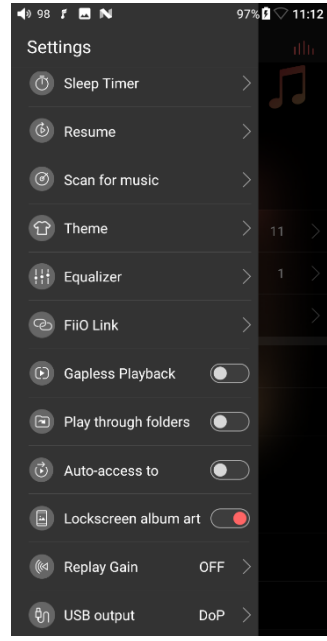 98 97% 11:12
Settings
Sleep Timer
Resume
Scan for music
Theme 11
Equalizer 1
FiiO Link
Gapless Playback
Play through folders
Auto-access to
Lockscreen album art
Replay Gain OFF
USB output DoP